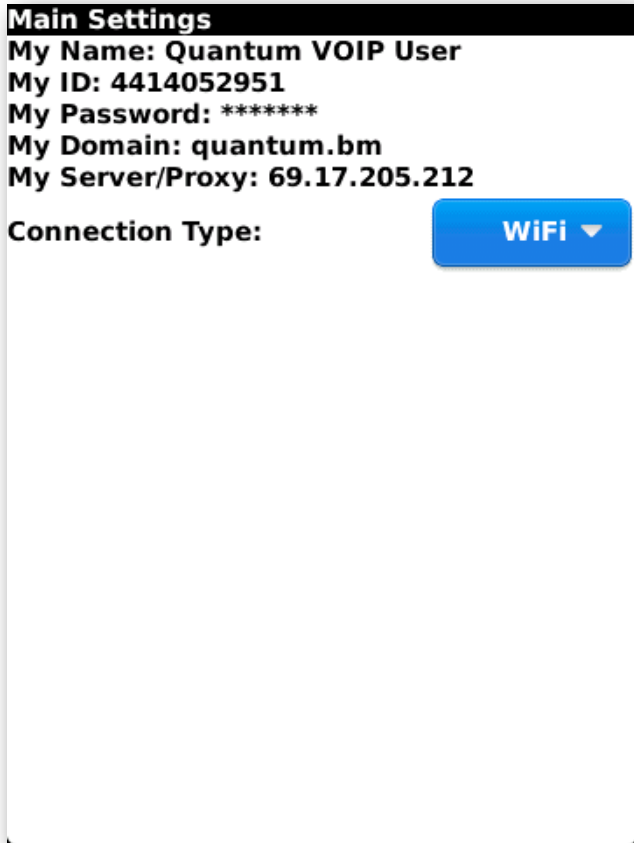 Main Settings
My Name: Quantum VOIP User
My ID: 4414052951
My Password: *******
My Domain: quantum.bm
My Server/Proxy: 69.17.205.212
Connection Type: WiFi